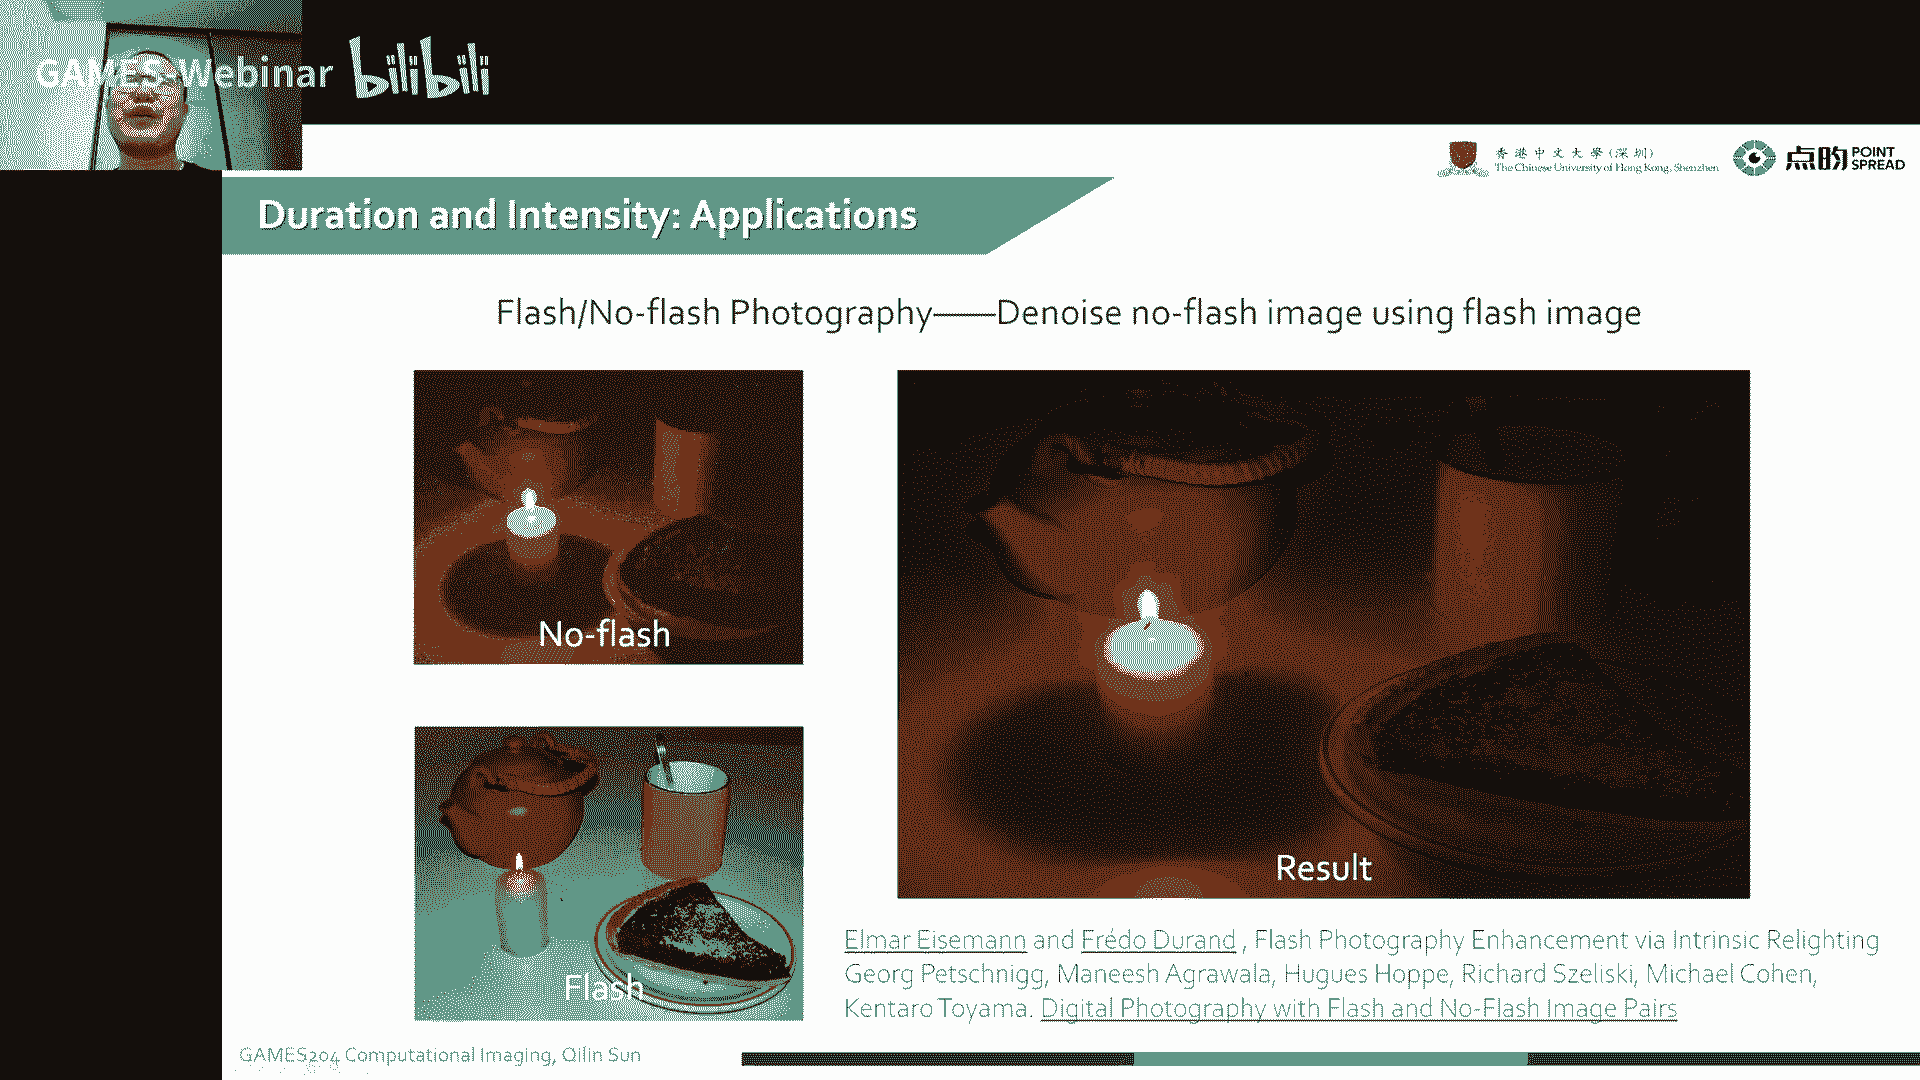 GAMES-Webinar bilibili
香港中文大學(深圳)
The Chinese University of Hong Kong, Shenzhen
点昀 POINT
SPREAD
Duration and Intensity: Applications
Flash/No-flash Photography——Denoise no-flash image using flash image
No-flash
Flash
Result
Elmar Eisemann and Frédo Durand , Flash Photography Enhancement via Intrinsic Relighting
Georg Petschnigg, Maneesh Agrawala, Hugues Hoppe, Richard Szeliski, Michael Cohen,
Kentaro Toyama. Digital Photography with Flash and No-Flash Image Pairs
GAMES204 Computational Imaging, Qilin Sun